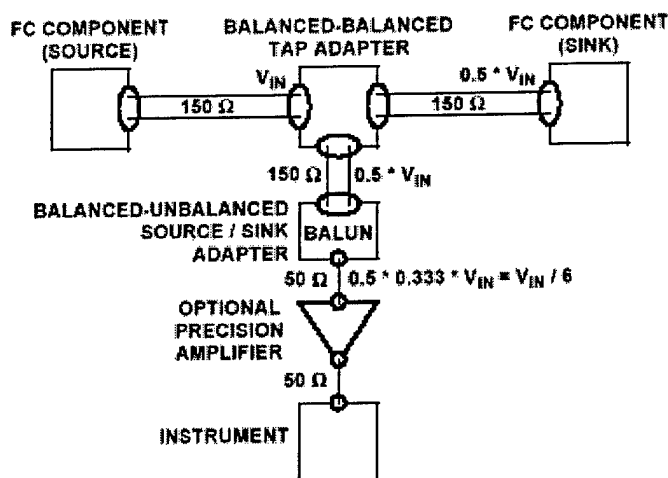 FC COMPONENT
(SOURCE)
BALANCED-BALANCED
TAP ADAPTER
FC COMPONENT
(SINK)
V_IN
0.5 * V_IN
150 Ω
150 Ω
150 Ω
0.5 * V_IN
BALANCED-UNBALANCED
SOURCE / SINK
ADAPTER
BALUN
50 Ω
0.5 * 0.333 * V_IN = V_IN / 6
OPTIONAL
PRECISION
AMPLIFIER
50 Ω
INSTRUMENT